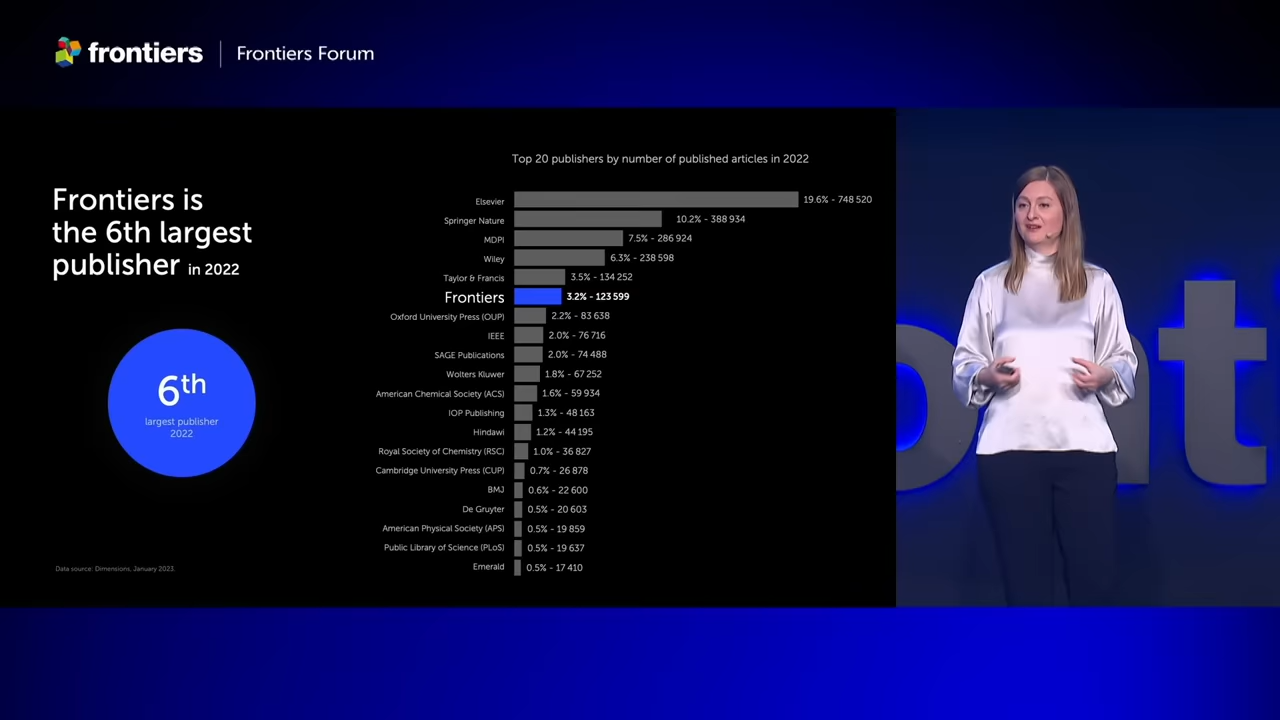 frontiers | Frontiers Forum
Frontiers is
the 6th largest
publisher in 2022
6th
largest publisher
2022
Data source: Dimensions, January 2023.
Top 20 publishers by number of published articles in 2022
Elsevier 19.6% - 748 520
Springer Nature 10.2% - 388 934
MDPI 7.5% - 286 924
Wiley 6.3% - 238 598
Taylor & Francis 3.5% - 134 252
Frontiers 3.2% - 123 599
Oxford University Press (OUP) 2.2% - 83 638
IEEE 2.0% - 76 716
SAGE Publications 2.0% - 74 488
Wolters Kluwer 1.8% - 67 252
American Chemical Society (ACS) 1.6% - 59 934
IOP Publishing 1.3% - 48 163
Hindawi 1.2% - 44 195
Royal Society of Chemistry (RSC) 1.0% - 36 827
Cambridge University Press (CUP) 0.7% - 26 878
BMJ 0.6% - 22 600
De Gruyter 0.5% - 20 603
American Physical Society (APS) 0.5% - 19 859
Public Library of Science (PLoS) 0.5% - 19 637
Emerald 0.5% - 17 410